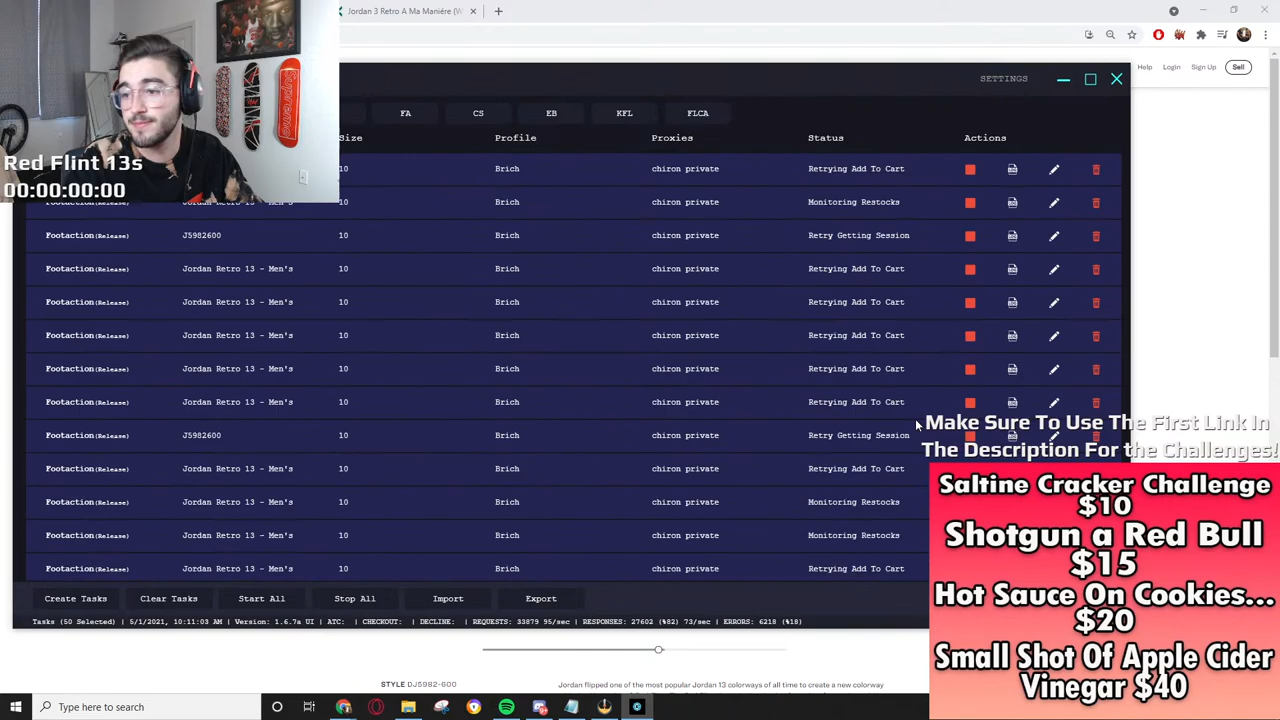 Jordan 3 Retro A Ma Maniére (W
Help Login Sign Up Sell
SETTINGS
FA CS EB KFL FLCA
Size Profile Proxies Status Actions
10 Brich chiron private Retrying Add To Cart
Jordan Retro 13 - Men's 10 Brich chiron private Monitoring Restocks
Footaction(Release) J5982600 10 Brich chiron private Retry Getting Session
Footaction(Release) Jordan Retro 13 - Men's 10 Brich chiron private Retrying Add To Cart
Footaction(Release) Jordan Retro 13 - Men's 10 Brich chiron private Retrying Add To Cart
Footaction(Release) Jordan Retro 13 - Men's 10 Brich chiron private Retrying Add To Cart
Footaction(Release) Jordan Retro 13 - Men's 10 Brich chiron private Retrying Add To Cart
Footaction(Release) Jordan Retro 13 - Men's 10 Brich chiron private Retrying Add To Cart
Footaction(Release) J5982600 10 Brich chiron private Retry Getting Session
Footaction(Release) Jordan Retro 13 - Men's 10 Brich chiron private Retrying Add To Cart
Footaction(Release) Jordan Retro 13 - Men's 10 Brich chiron private Monitoring Restocks
Footaction(Release) Jordan Retro 13 - Men's 10 Brich chiron private Monitoring Restocks
Footaction(Release) Jordan Retro 13 - Men's 10 Brich chiron private Retrying Add To Cart
Create Tasks Clear Tasks Start All Stop All Import Export
Tasks (50 Selected) | 5/1/2021, 10:11:03 AM | Version: 1.6.7a UI | ATC: | CHECKOUT: | DECLINE: | REQUESTS: 33879 95/sec | RESPONSES: 27602 (%82) 73/sec | ERRORS: 6218 (%18)
STYLE DJ5982-600
Jordan flipped one of the most popular Jordan 13 colorways of all time to create a new colorway
Red Flint 13s
00:00:00:00
Supreme
Make Sure To Use The First Link In
The Description For the Challenges!
Saltine Cracker Challenge
$10
Shotgun a Red Bull
$15
Hot Sauce On Cookies...
$20
Small Shot Of Apple Cider
Vinegar $40
Type here to search